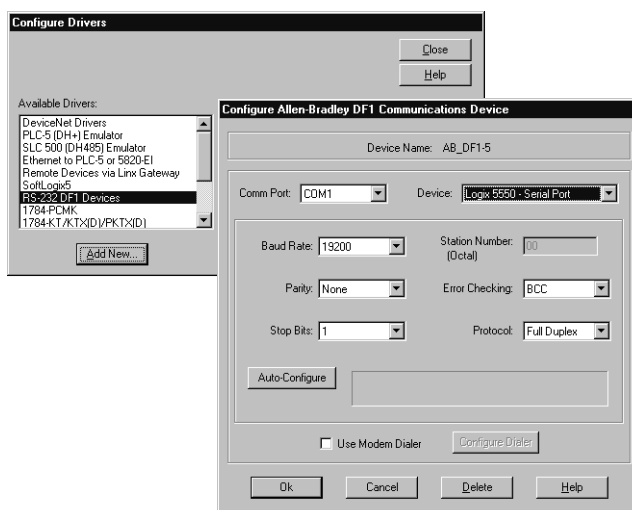 Configure Drivers
Close
Help
Available Drivers:
DeviceNet Drivers
PLC-5 (DH+) Emulator
SLC 500 (DH485) Emulator
Ethernet to PLC-5 or 5820-EI
Remote Devices via Linx Gateway
SoftLogix5
RS-232 DF1 Devices
1784-PCMK
1784-KT/KTX(D)/PKTX(D)
Add New...
Configure Allen-Bradley DF1 Communications Device
Device Name: AB_DF1-5
Comm Port: COM1 Device: Logix 5550 - Serial Port
Baud Rate: 19200 Station Number: 00
(Octal)
Parity: None Error Checking: BCC
Stop Bits: 1 Protocol: Full Duplex
Auto-Configure
Use Modem Dialer Configure Dialer
Ok Cancel Delete Help